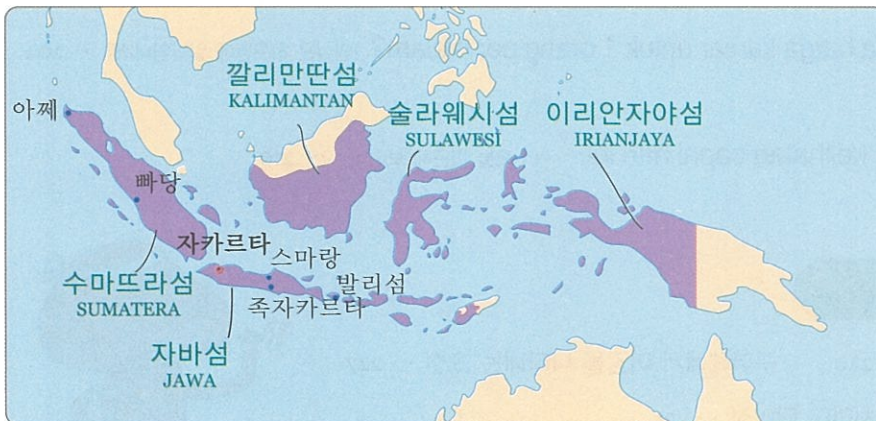 깔리만딴섬
KALIMANTAN
술라웨시섬
SULAWESI
이리안자야섬
IRIANJAYA
아쩨
빠당
자카르타
스마랑
발리섬
족자카르타
수마뜨라섬
SUMATERA
자바섬
JAWA